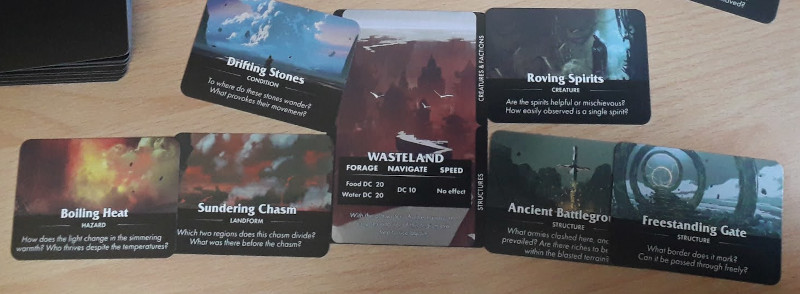 Drifting Stones
CONDITION
To where do these stones wander?
What provokes their movement?
WASTELAND
FORAGE NAVIGATE SPEED
Food DC 20
Water DC 20
DC 10
No effect
CREATURES & FACTIONS
STRUCTURES
Roving Spirits
CREATURE
Are the spirits helpful or mischievous?
How easily observed is a single spirit?
Boiling Heat
HAZARD
How does the light change in the simmering
warmth? Who thrives despite the temperatures?
Sundering Chasm
LANDFORM
Which two regions does this chasm divide?
What was there before the chasm?
Ancient Battlegrou
STRUCTURE
What armies clashed here, and
prevailed? Are there riches to b
within the blasted terrain?
Freestanding Gate
STRUCTURE
What border does it mark?
Can it be passed through freely?